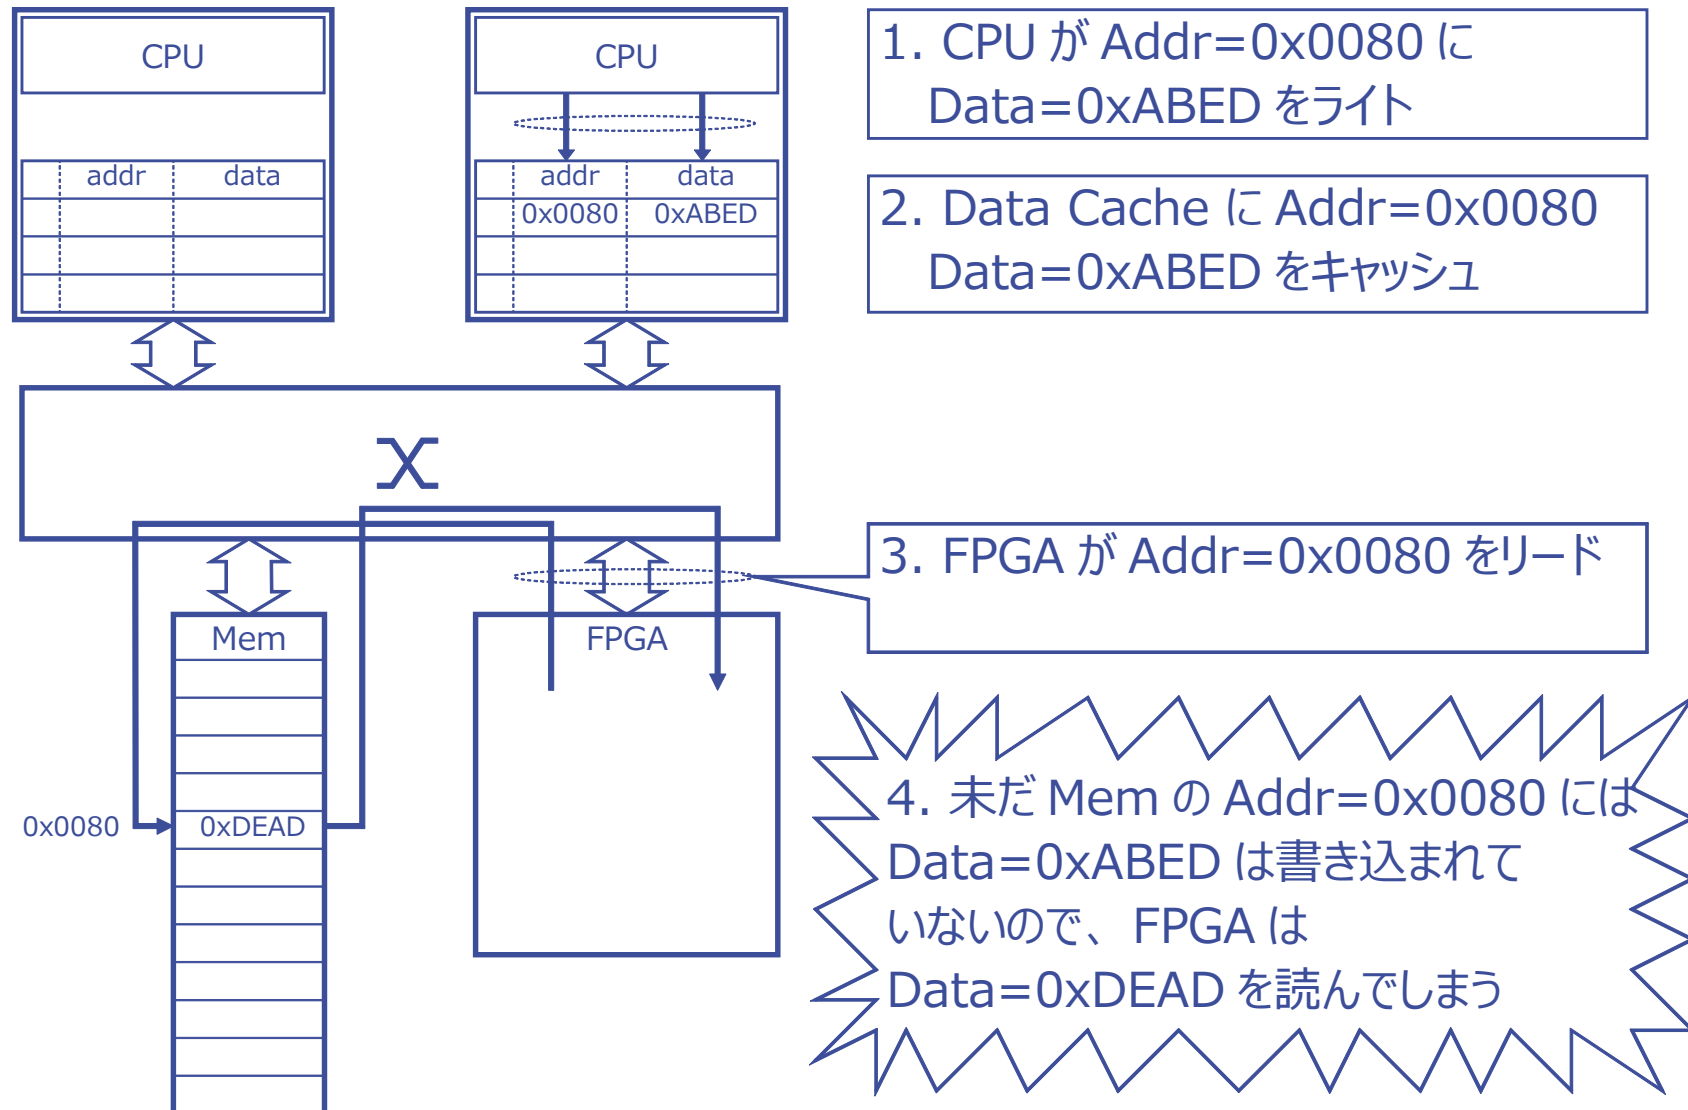 CPU
CPU
1. CPU が Addr=0x0080 に
Data=0xABED をライト
addr data
addr data
0x0080 0xABED
2. Data Cache に Addr=0x0080
Data=0xABED をキャッシュ
3. FPGA が Addr=0x0080 をリード
Mem
FPGA
0x0080 0xDEAD
4. 未だ Mem の Addr=0x0080 には
Data=0xABED は書き込まれて
いないので、 FPGA は
Data=0xDEAD を読んでしまう